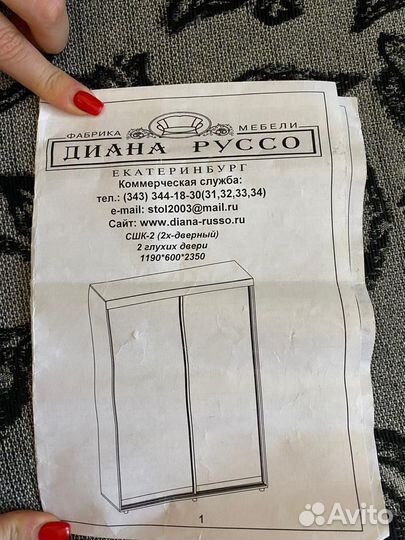 ФАБРИКА МЕБЕЛИ
ДИАНА РУССО
ЕКАТЕРИНБУРГ
Коммерческая служба:
тел.: (343) 344-18-30(31,32,33,34)
e-mail: stol2003@mail.ru
Сайт: www.diana-russo.ru
СШК-2 (2х-дверный)
2 глухих двери
1190*600*2350
1
Avito